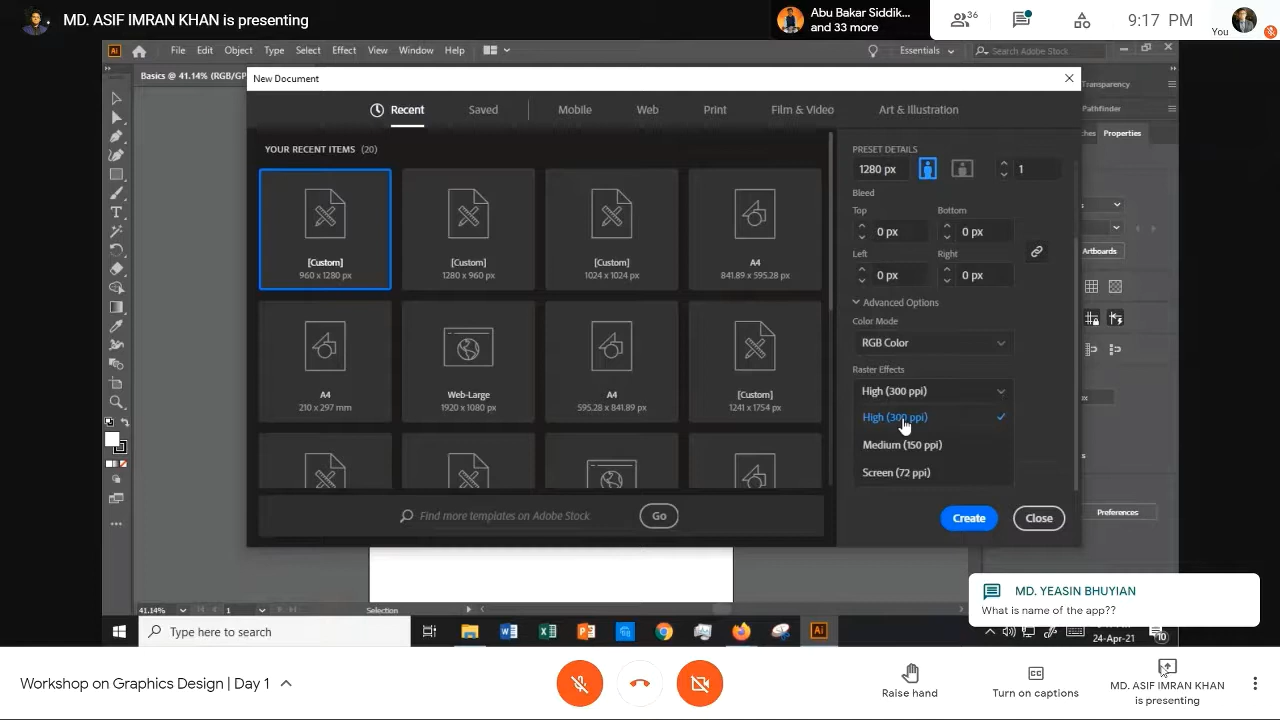 MD. ASIF IMRAN KHAN is presenting
Abu Bakar Siddik...
and 33 more
36
9:17 PM
You
Ai
File Edit Object Type Select Effect View Window Help
Essentials
Search Adobe Stock
Basics @ 41.14% (RGB/GP
New Document
Transparency
Pathfinder
Properties
Artboards
Preferences
Recent
Saved
Mobile
Web
Print
Film & Video
Art & Illustration
YOUR RECENT ITEMS (20)
[Custom]
960 x 1280 px
[Custom]
1280 x 960 px
[Custom]
1024 x 1024 px
A4
841.89 x 595.28 px
A4
210 x 297 mm
Web-Large
1920 x 1080 px
A4
595.28 x 841.89 px
[Custom]
1241 x 1754 px
Find more templates on Adobe Stock
Go
PRESET DETAILS
1280 px
1
Bleed
Top
Bottom
0 px
0 px
Left
Right
0 px
0 px
Advanced Options
Color Mode
RGB Color
Raster Effects
High (300 ppi)
High (300 ppi)
Medium (150 ppi)
Screen (72 ppi)
Create
Close
MD. YEASIN BHUYIAN
What is name of the app??
41.14%
1
Selection
Type here to search
Ai
24-Apr-21
10
Workshop on Graphics Design | Day 1
Raise hand
Turn on captions
MD. ASIF IMRAN KHAN
is presenting